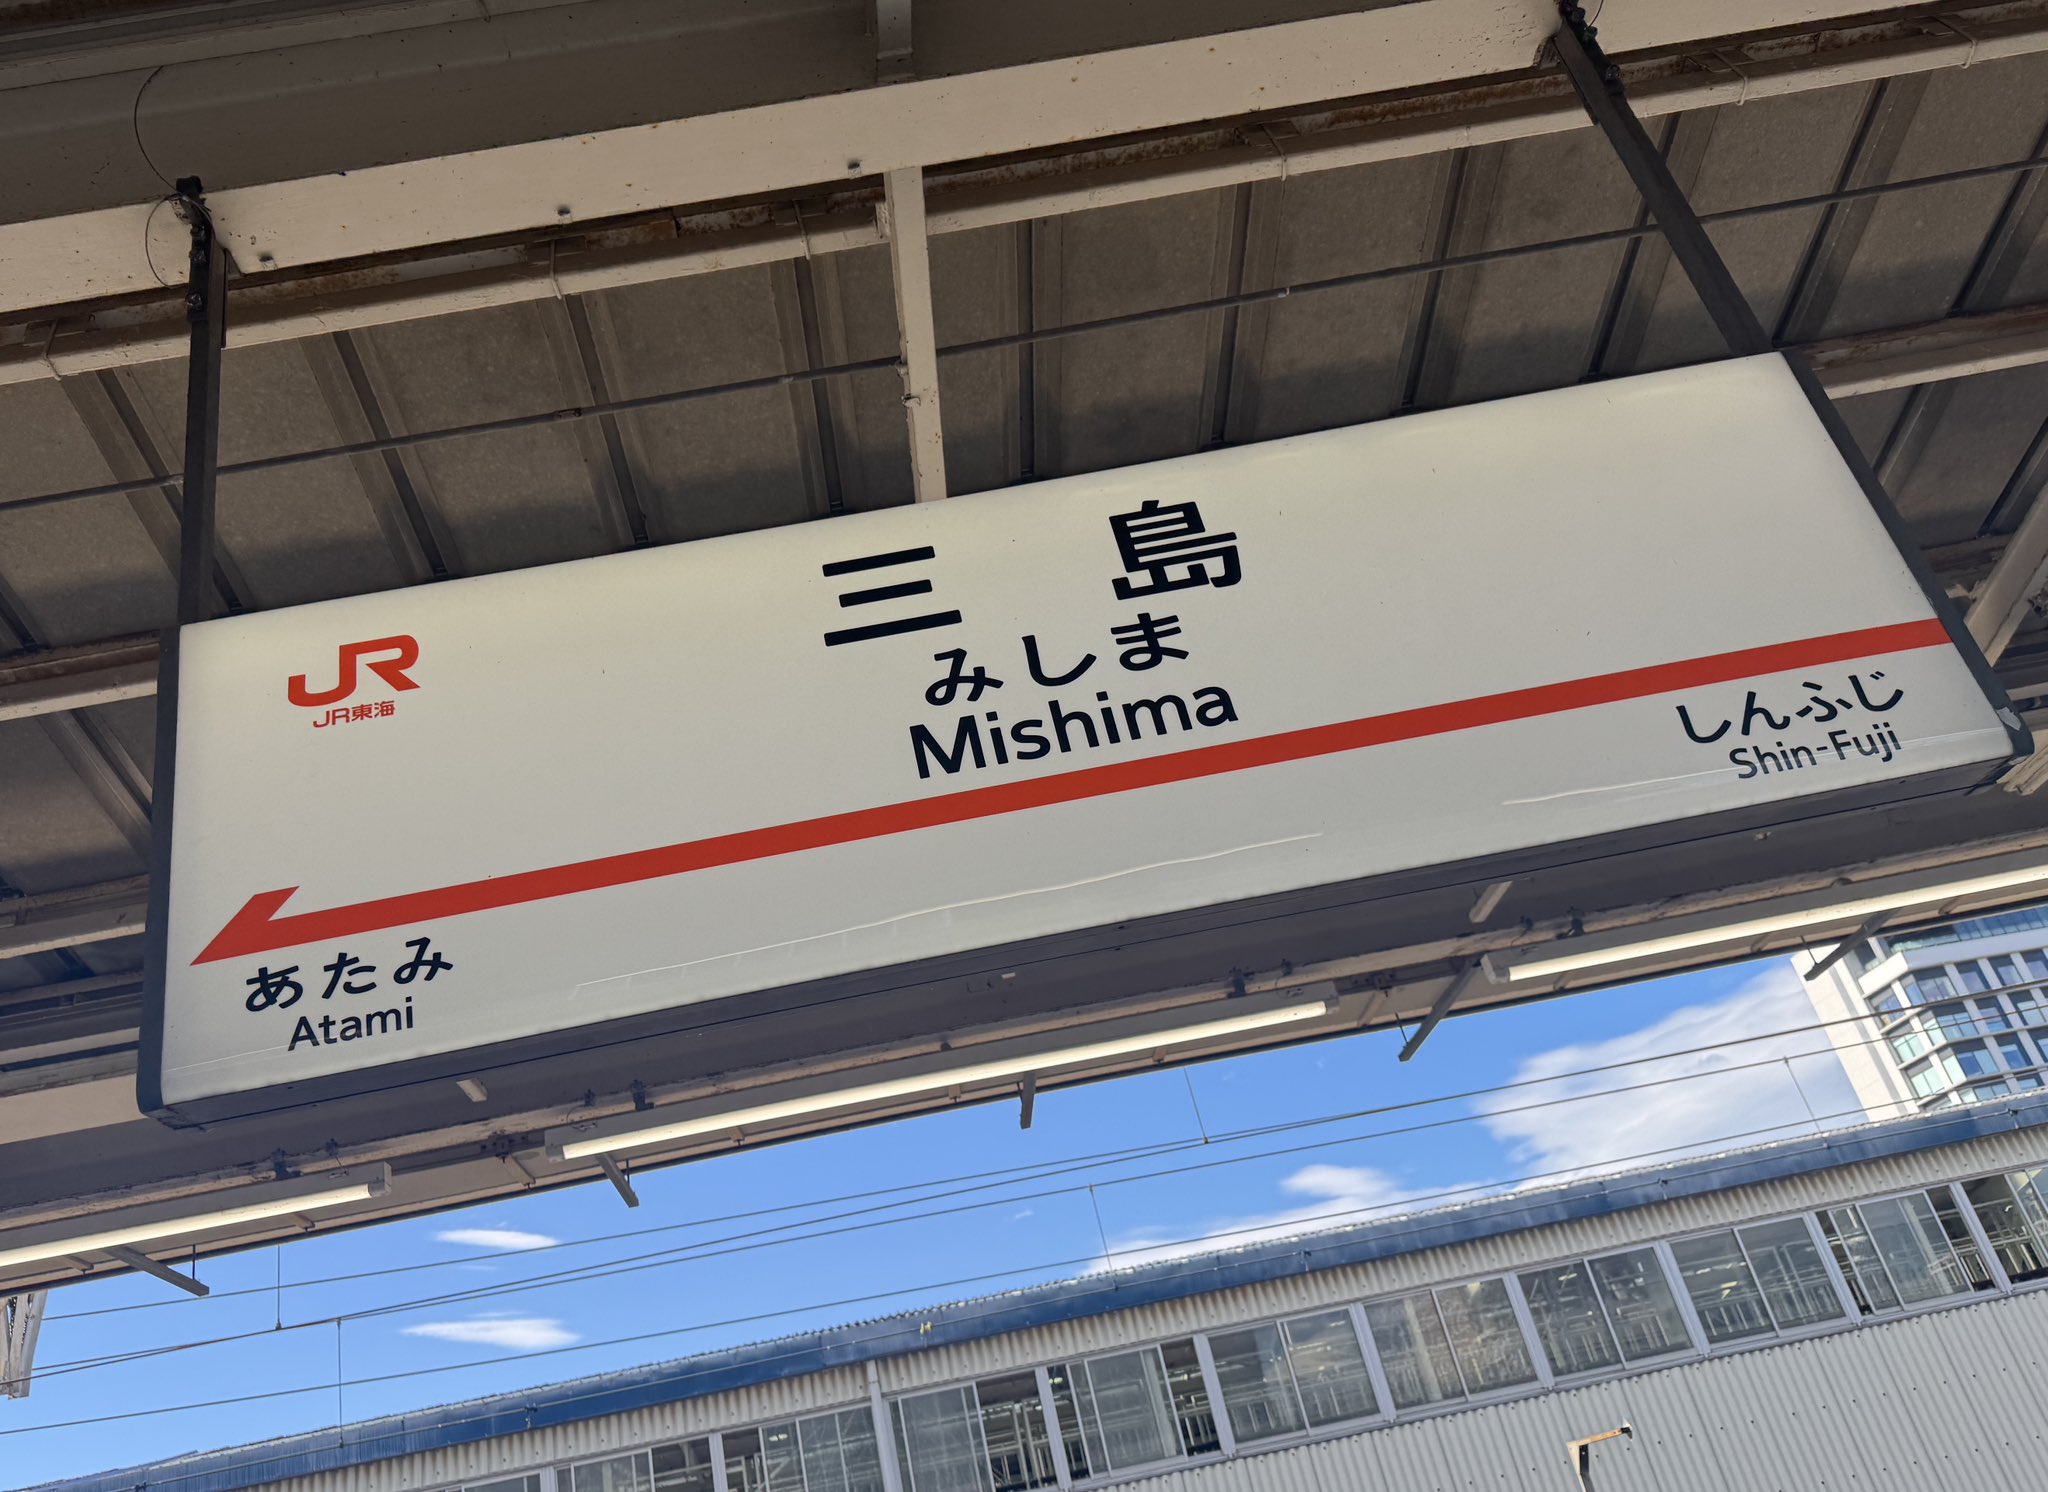 JR
JR東海
三島
みしま
Mishima
しんふじ
Shin-Fuji
あたみ
Atami